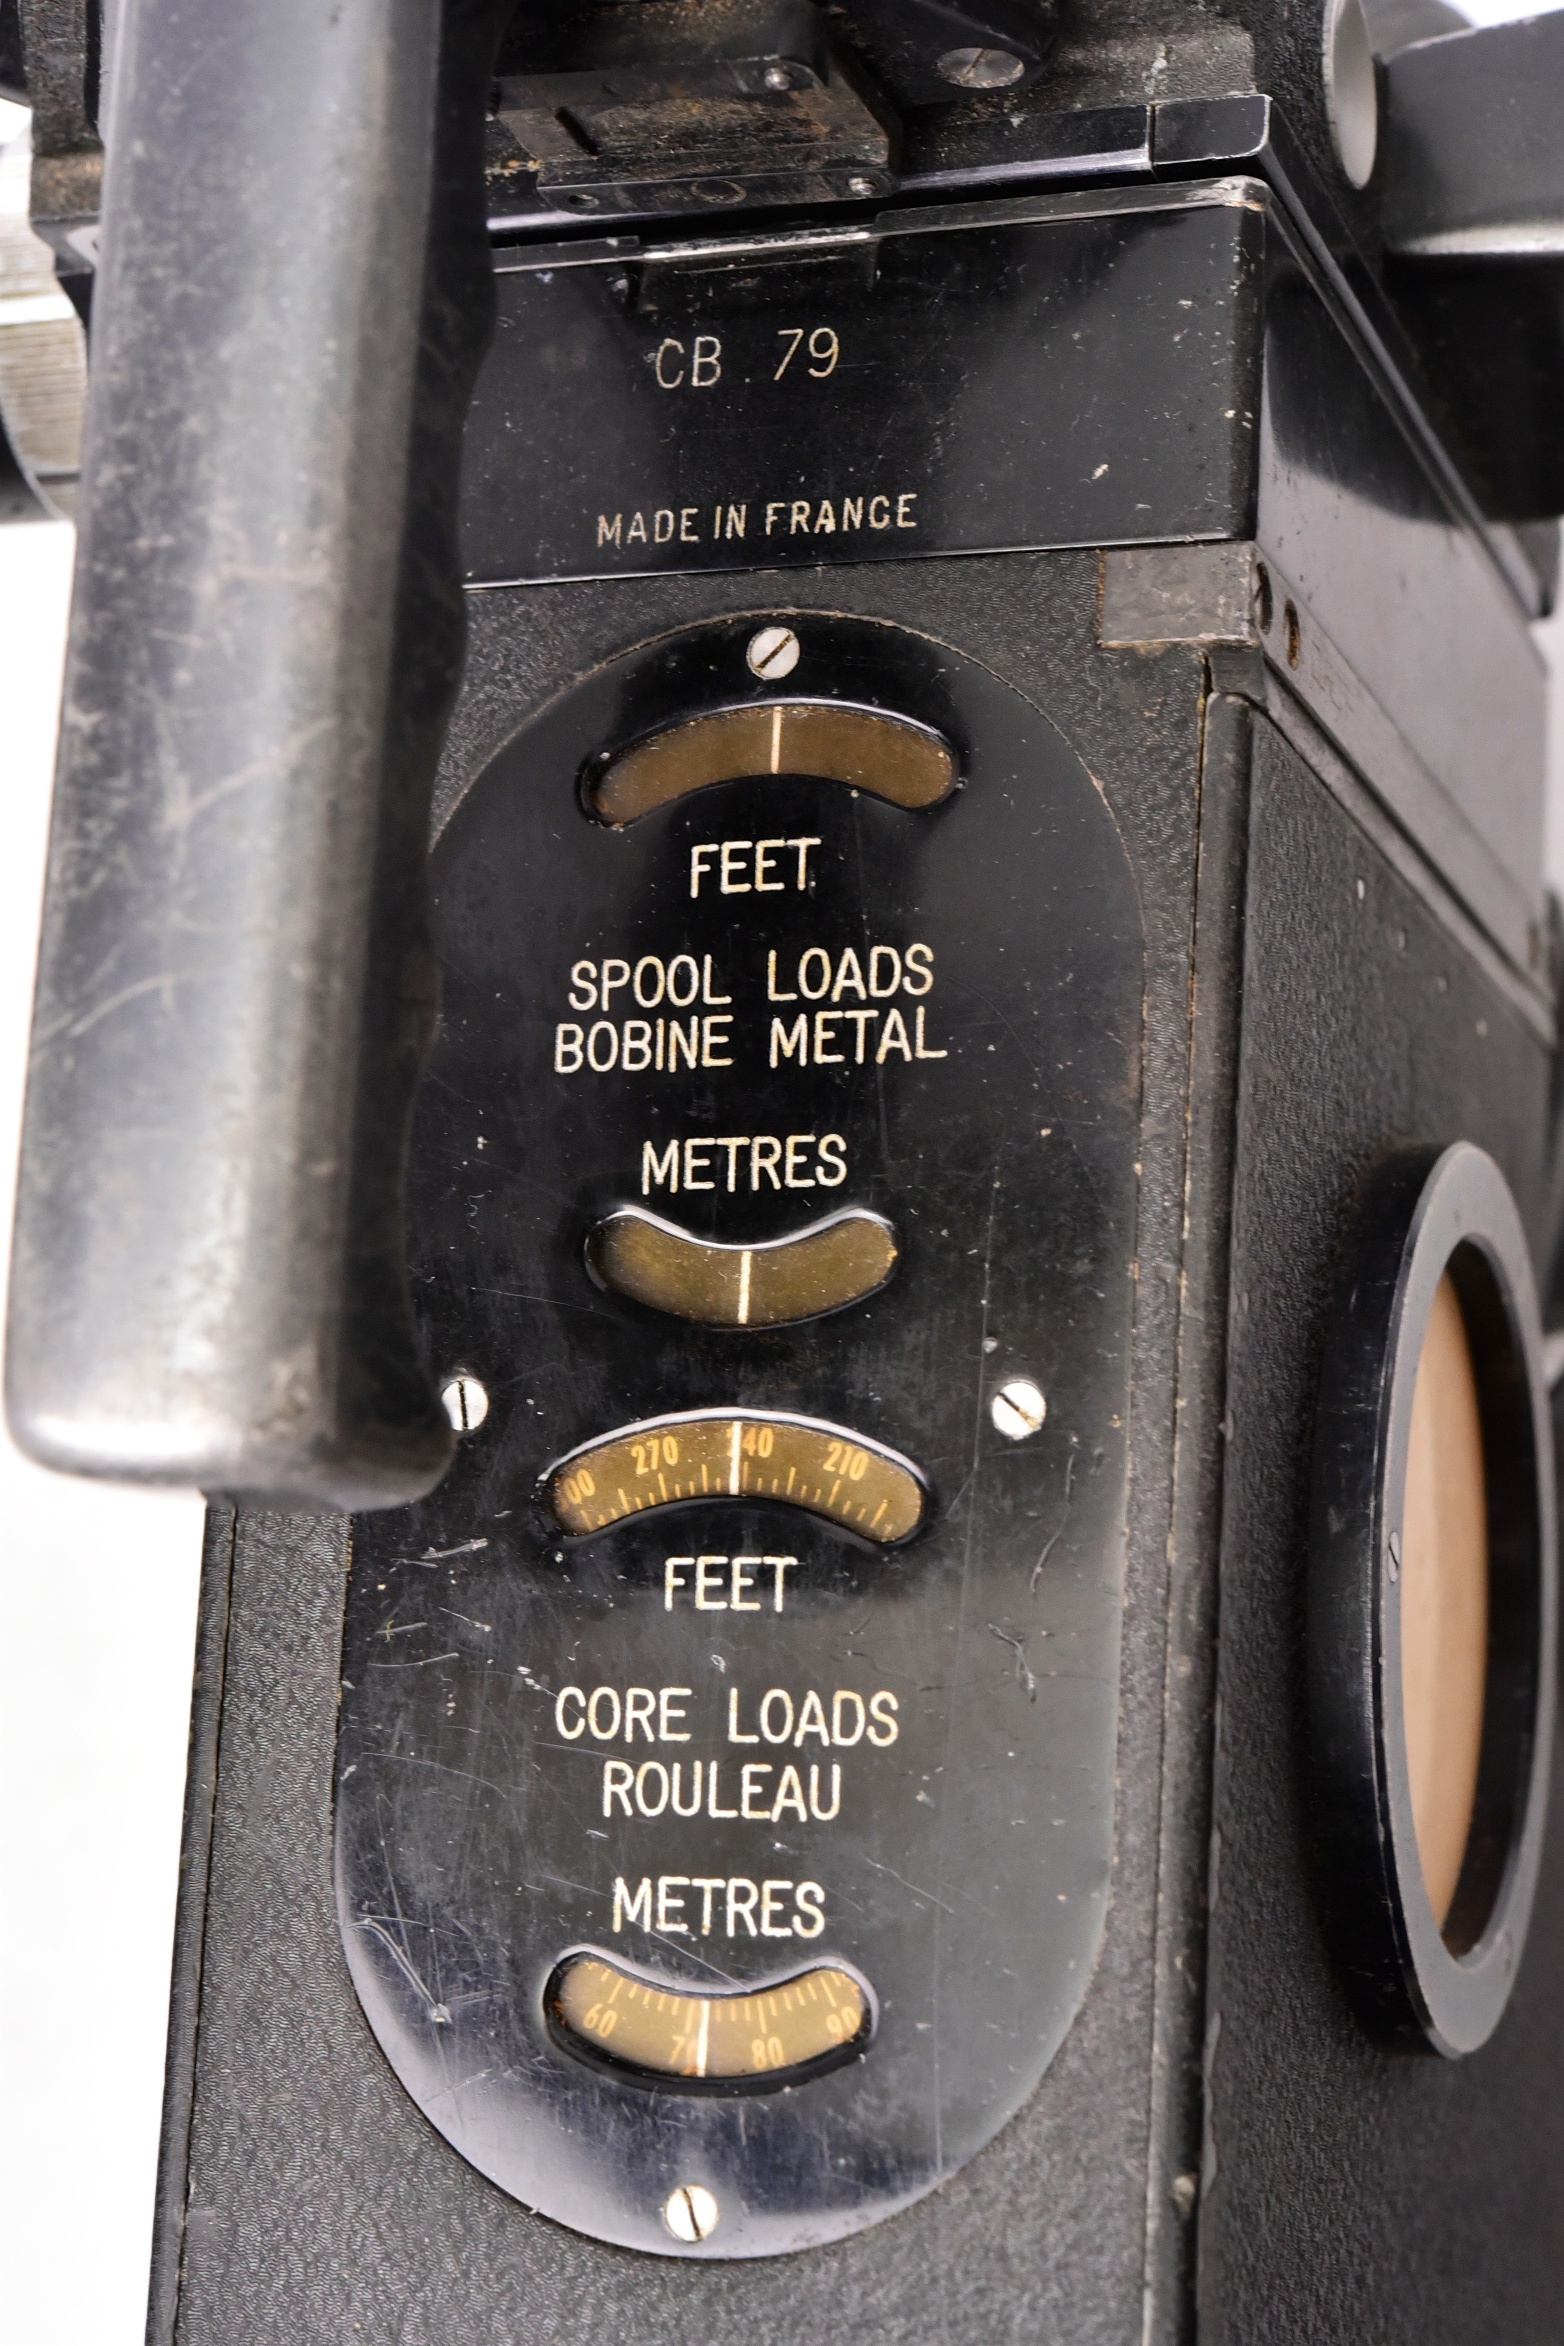 CB 79
MADE IN FRANCE
FEET
SPOOL LOADS
BOBINE METAL
METRES
270 240 210
FEET
CORE LOADS
ROULEAU
METRES
60 80 90